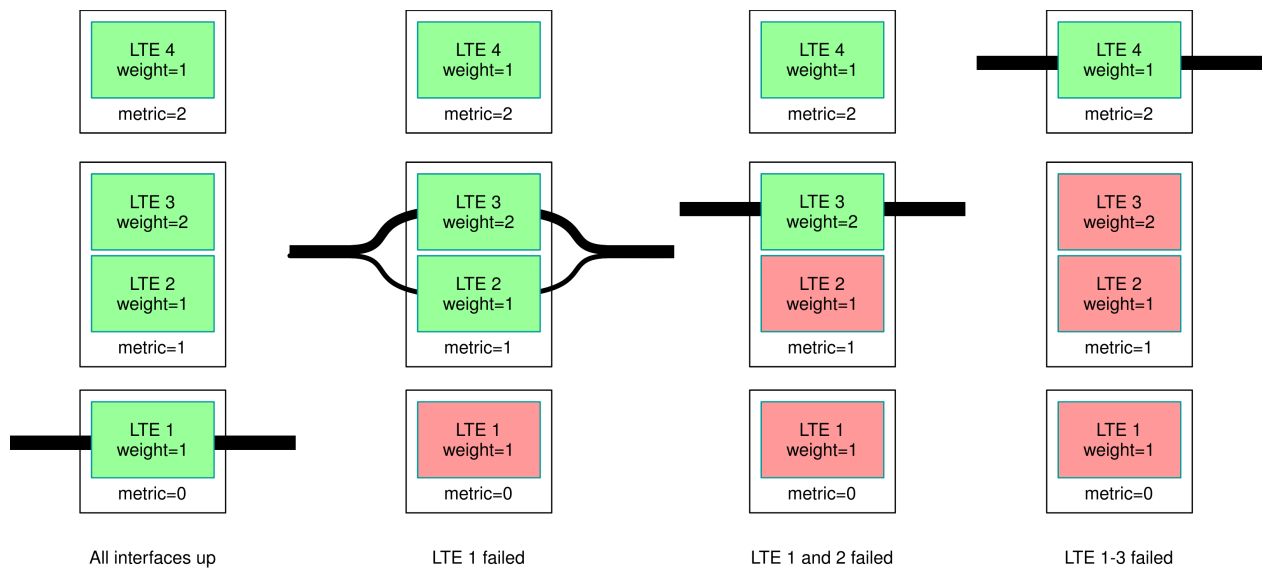 LTE 4
weight=1
metric=2
LTE 3
weight=2
LTE 2
weight=1
metric=1
LTE 1
weight=1
metric=0
All interfaces up
LTE 4
weight=1
metric=2
LTE 3
weight=2
LTE 2
weight=1
metric=1
LTE 1
weight=1
metric=0
LTE 1 failed
LTE 4
weight=1
metric=2
LTE 3
weight=2
LTE 2
weight=1
metric=1
LTE 1
weight=1
metric=0
LTE 1 and 2 failed
LTE 4
weight=1
metric=2
LTE 3
weight=2
LTE 2
weight=1
metric=1
LTE 1
weight=1
metric=0
LTE 1-3 failed